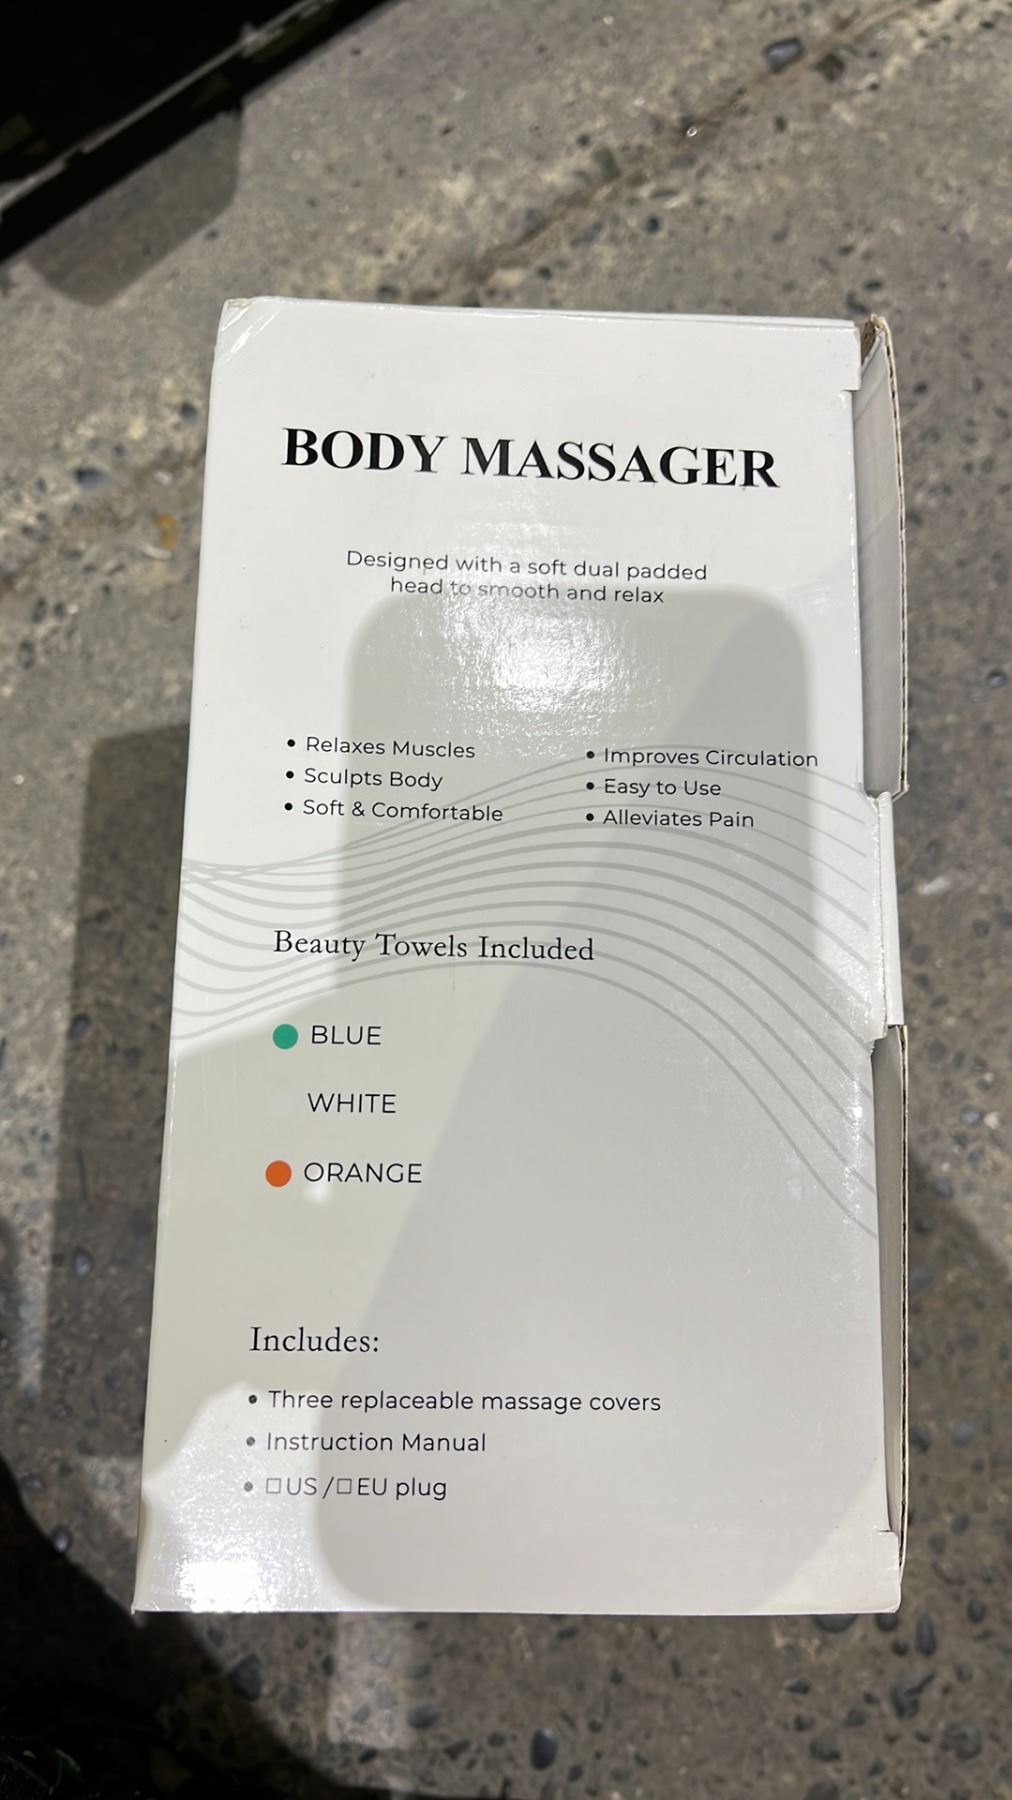 BODY MASSAGER
Designed with a soft dual padded
head to smooth and relax
• Relaxes Muscles
• Sculpts Body
• Soft & Comfortable
• Improves Circulation
• Easy to Use
• Alleviates Pain
Beauty Towels Included
BLUE
WHITE
ORANGE
Includes:
• Three replaceable massage covers
• Instruction Manual
• □US /□EU plug